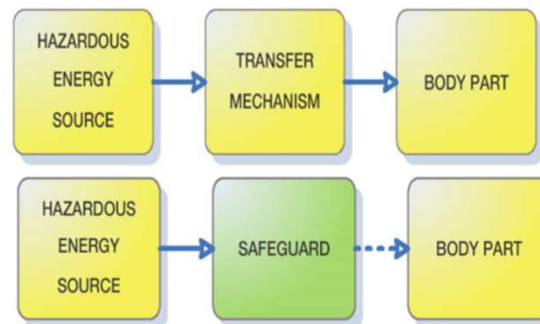 HAZARDOUS
ENERGY
SOURCE
TRANSFER
MECHANISM
BODY PART
HAZARDOUS
ENERGY
SOURCE
SAFEGUARD
BODY PART